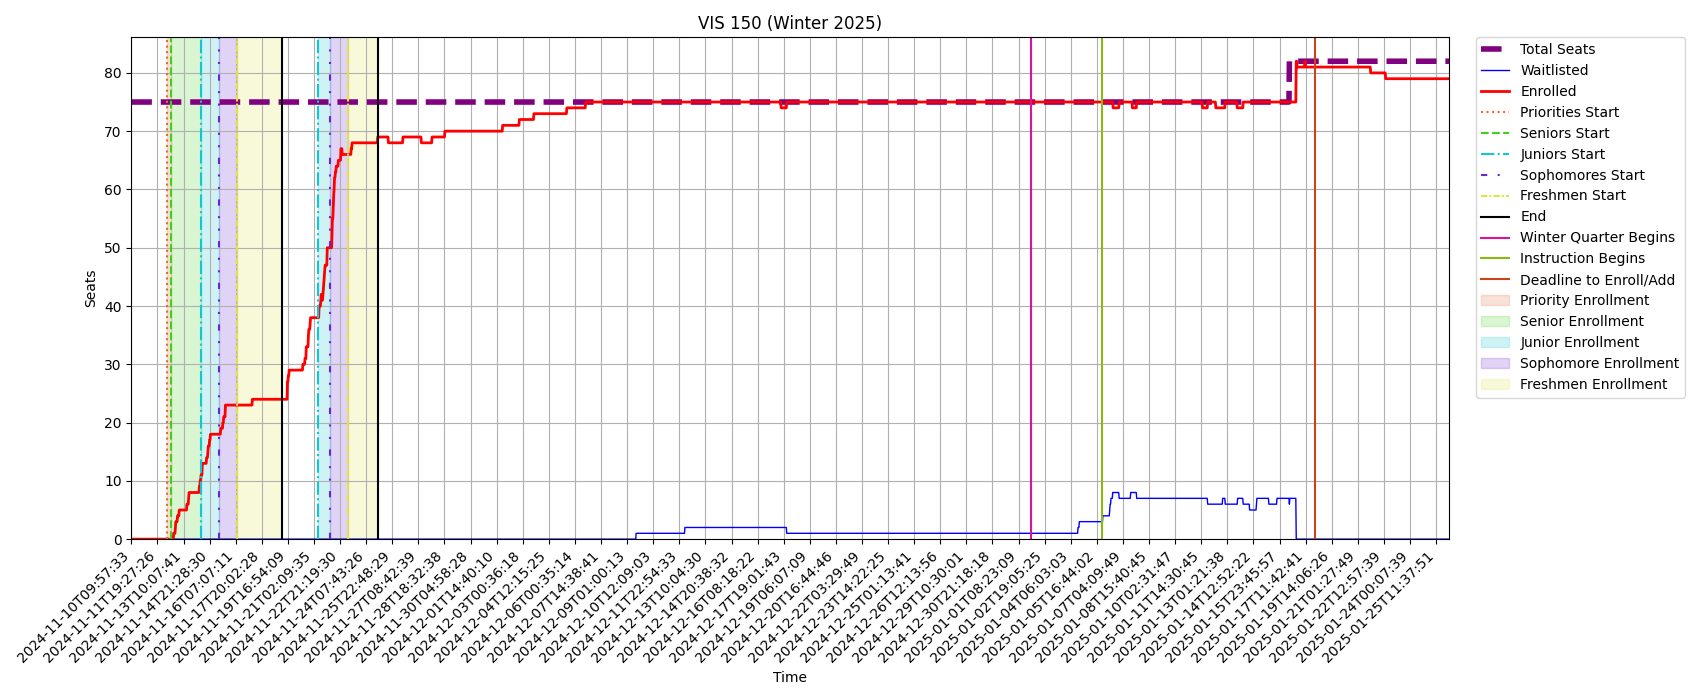 VIS 150 (Winter 2025)
Seats
80
70
60
50
40
30
20
10
0
2024-11-10T09:57:33
2024-11-11T19:27:26
2024-11-13T10:07:41
2024-11-14T21:28:30
2024-11-16T07:07:11
2024-11-17T20:02:28
2024-11-19T16:54:09
2024-11-21T02:09:35
2024-11-22T21:19:30
2024-11-24T07:43:26
2024-11-25T22:48:29
2024-11-27T08:42:39
2024-11-28T18:32:38
2024-11-30T04:58:28
2024-12-01T14:40:10
2024-12-03T00:36:18
2024-12-04T12:15:25
2024-12-06T00:35:14
2024-12-07T14:38:41
2024-12-09T01:00:13
2024-12-10T12:09:03
2024-12-11T22:54:33
2024-12-13T10:04:30
2024-12-14T20:38:32
2024-12-16T08:18:22
2024-12-17T19:01:43
2024-12-19T06:07:09
2024-12-20T16:44:46
2024-12-22T03:29:49
2024-12-23T14:22:25
2024-12-25T01:13:41
2024-12-26T12:13:56
2024-12-29T10:30:01
2024-12-30T21:18:18
2025-01-01T08:23:09
2025-01-02T19:05:23
2025-01-04T06:03:03
2025-01-05T16:44:02
2025-01-07T04:09:49
2025-01-08T15:40:45
2025-01-10T02:31:47
2025-01-11T14:30:45
2025-01-13T01:21:38
2025-01-14T12:52:22
2025-01-15T23:45:57
2025-01-17T11:42:41
2025-01-19T14:06:26
2025-01-21T01:27:49
2025-01-22T12:57:39
2025-01-24T00:07:39
2025-01-25T11:37:51
Time
Total Seats
Waitlisted
Enrolled
Priorities Start
Seniors Start
Juniors Start
Sophomores Start
Freshmen Start
End
Winter Quarter Begins
Instruction Begins
Deadline to Enroll/Add
Priority Enrollment
Senior Enrollment
Junior Enrollment
Sophomore Enrollment
Freshmen Enrollment